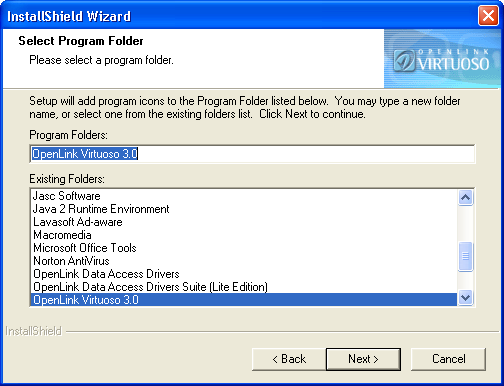 InstallShield Wizard
Select Program Folder
Please select a program folder.
OPENLINK
VIRTUOSO
Setup will add program icons to the Program Folder listed below.  You may type a new folder
name, or select one from the existing folders list.  Click Next to continue.
Program Folders:
OpenLink Virtuoso 3.0
Existing Folders:
Jasc Software
Java 2 Runtime Environment
Lavasoft Ad-aware
Macromedia
Microsoft Office Tools
Norton AntiVirus
OpenLink Data Access Drivers
OpenLink Data Access Drivers Suite (Lite Edition)
OpenLink Virtuoso 3.0
InstallShield
< Back
Next >
Cancel